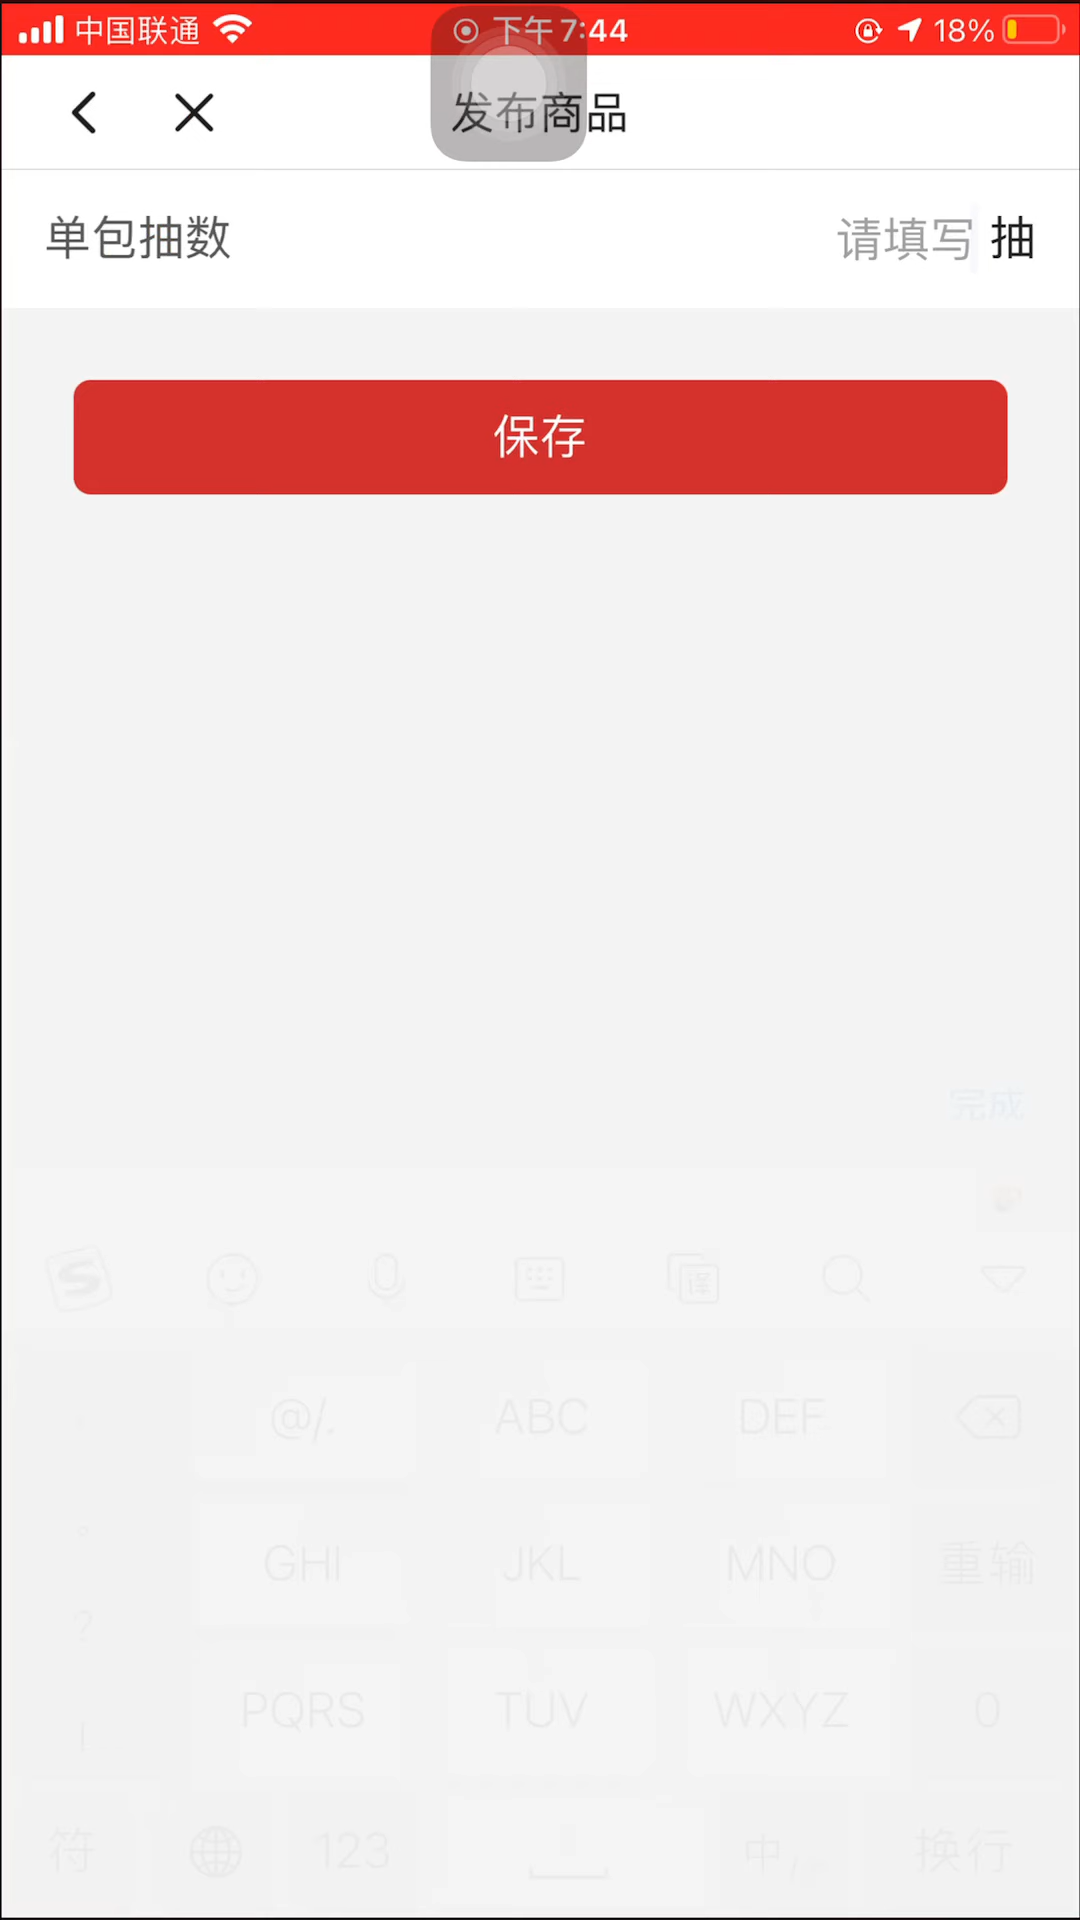 中国联通 下午 7:44 18%
发布商品
单包抽数 请填写 抽
保存
完成
译
@/. ABC DEF
。
GHI JKL MNO 重输
?
PQRS TUV WXYZ 0
!
符 123 中 换行